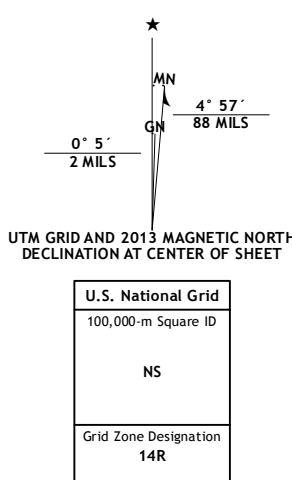 ★
MN
4° 57´
88 MILS
GN
0° 5´
2 MILS
UTM GRID AND 2013 MAGNETIC NORTH
DECLINATION AT CENTER OF SHEET
U.S. National Grid
100,000-m Square ID
NS
Grid Zone Designation
14R